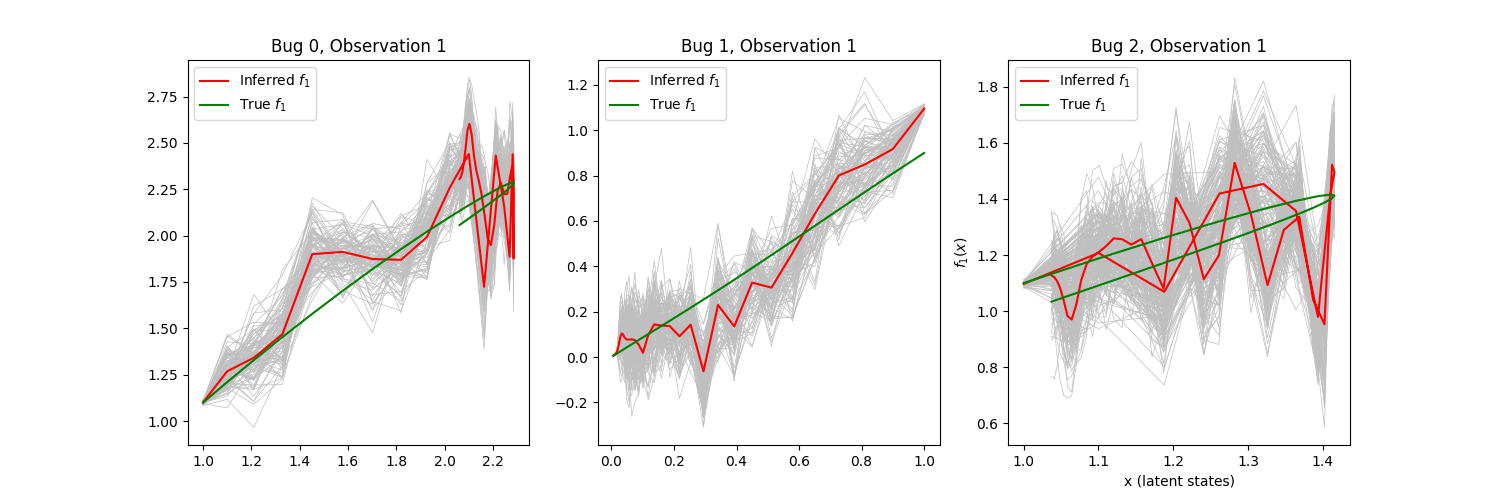 Bug 0, Observation 1
Inferred f₁
True f₁
2.75
2.50
2.25
2.00
1.75
1.50
1.25
1.00
1.0 1.2 1.4 1.6 1.8 2.0 2.2
Bug 1, Observation 1
Inferred f₁
True f₁
1.2
1.0
0.8
0.6
0.4
0.2
0.0
−0.2
0.0 0.2 0.4 0.6 0.8 1.0
Bug 2, Observation 1
Inferred f₁
True f₁
f₁(x)
1.8
1.6
1.4
1.2
1.0
0.8
0.6
1.0 1.1 1.2 1.3 1.4
x (latent states)